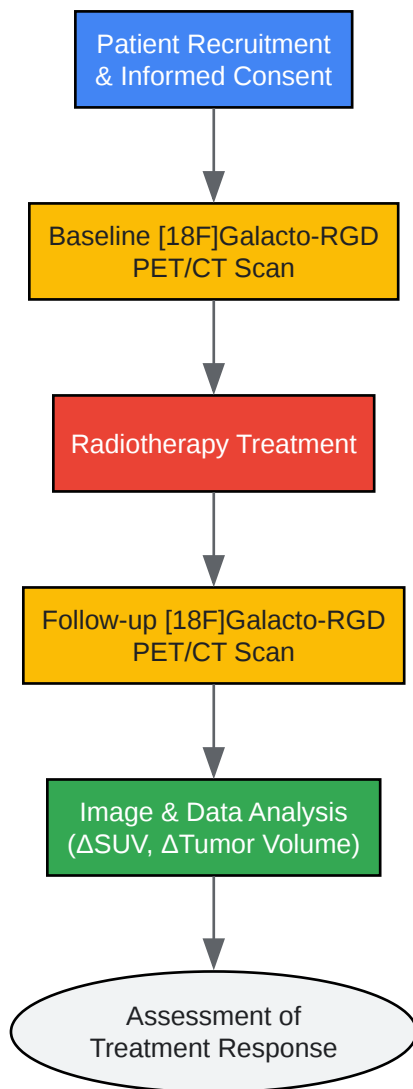 Patient Recruitment
& Informed Consent
Baseline [18F]Galacto-RGD
PET/CT Scan
Radiotherapy Treatment
Follow-up [18F]Galacto-RGD
PET/CT Scan
Image & Data Analysis
(ΔSUV, ΔTumor Volume)
Assessment of
Treatment Response